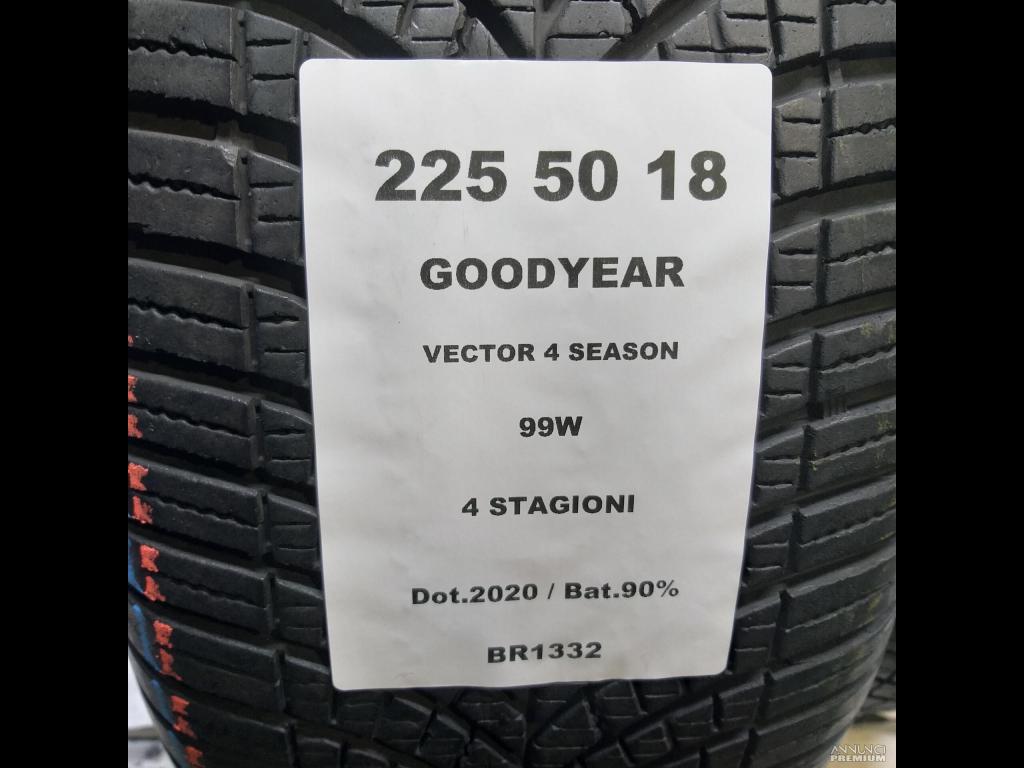 225 50 18
GOODYEAR
VECTOR 4 SEASON
99W
4 STAGIONI
Dot.2020 / Bat.90%
BR1332
ANNUNCI
PREMIUM